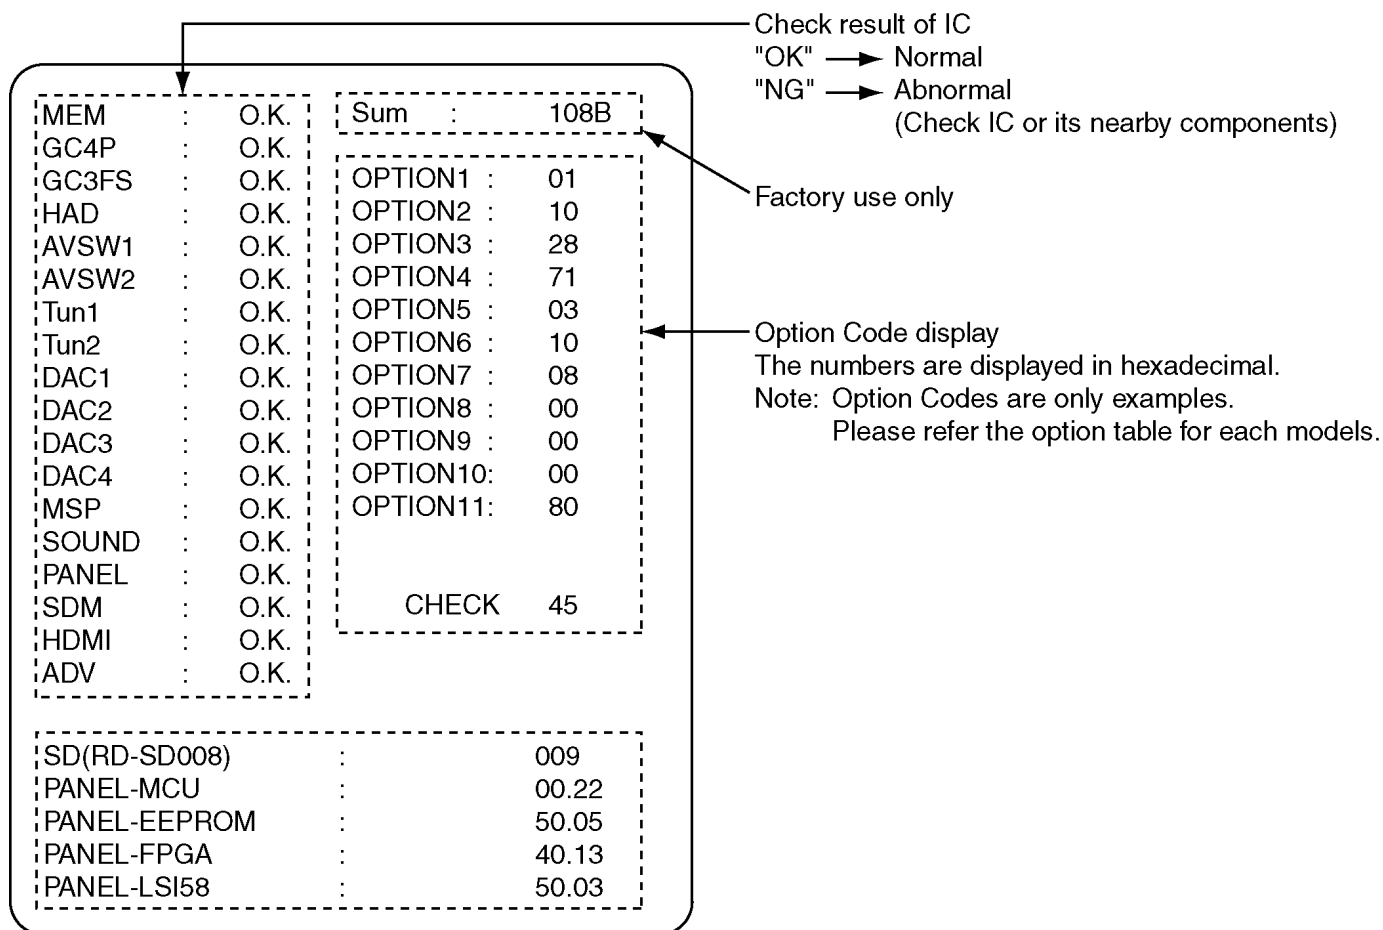 Check result of IC
"OK" → Normal
"NG" → Abnormal
(Check IC or its nearby components)
MEM : O.K.
GC4P : O.K.
GC3FS : O.K.
HAD : O.K.
AVSW1 : O.K.
AVSW2 : O.K.
Tun1 : O.K.
Tun2 : O.K.
DAC1 : O.K.
DAC2 : O.K.
DAC3 : O.K.
DAC4 : O.K.
MSP : O.K.
SOUND : O.K.
PANEL : O.K.
SDM : O.K.
HDMI : O.K.
ADV : O.K.
Sum : 108B
Factory use only
OPTION1 : 01
OPTION2 : 10
OPTION3 : 28
OPTION4 : 71
OPTION5 : 03
OPTION6 : 10
OPTION7 : 08
OPTION8 : 00
OPTION9 : 00
OPTION10: 00
OPTION11: 80
CHECK 45
Option Code display
The numbers are displayed in hexadecimal.
Note: Option Codes are only examples.
Please refer the option table for each models.
SD(RD-SD008) : 009
PANEL-MCU : 00.22
PANEL-EEPROM : 50.05
PANEL-FPGA : 40.13
PANEL-LSI58 : 50.03